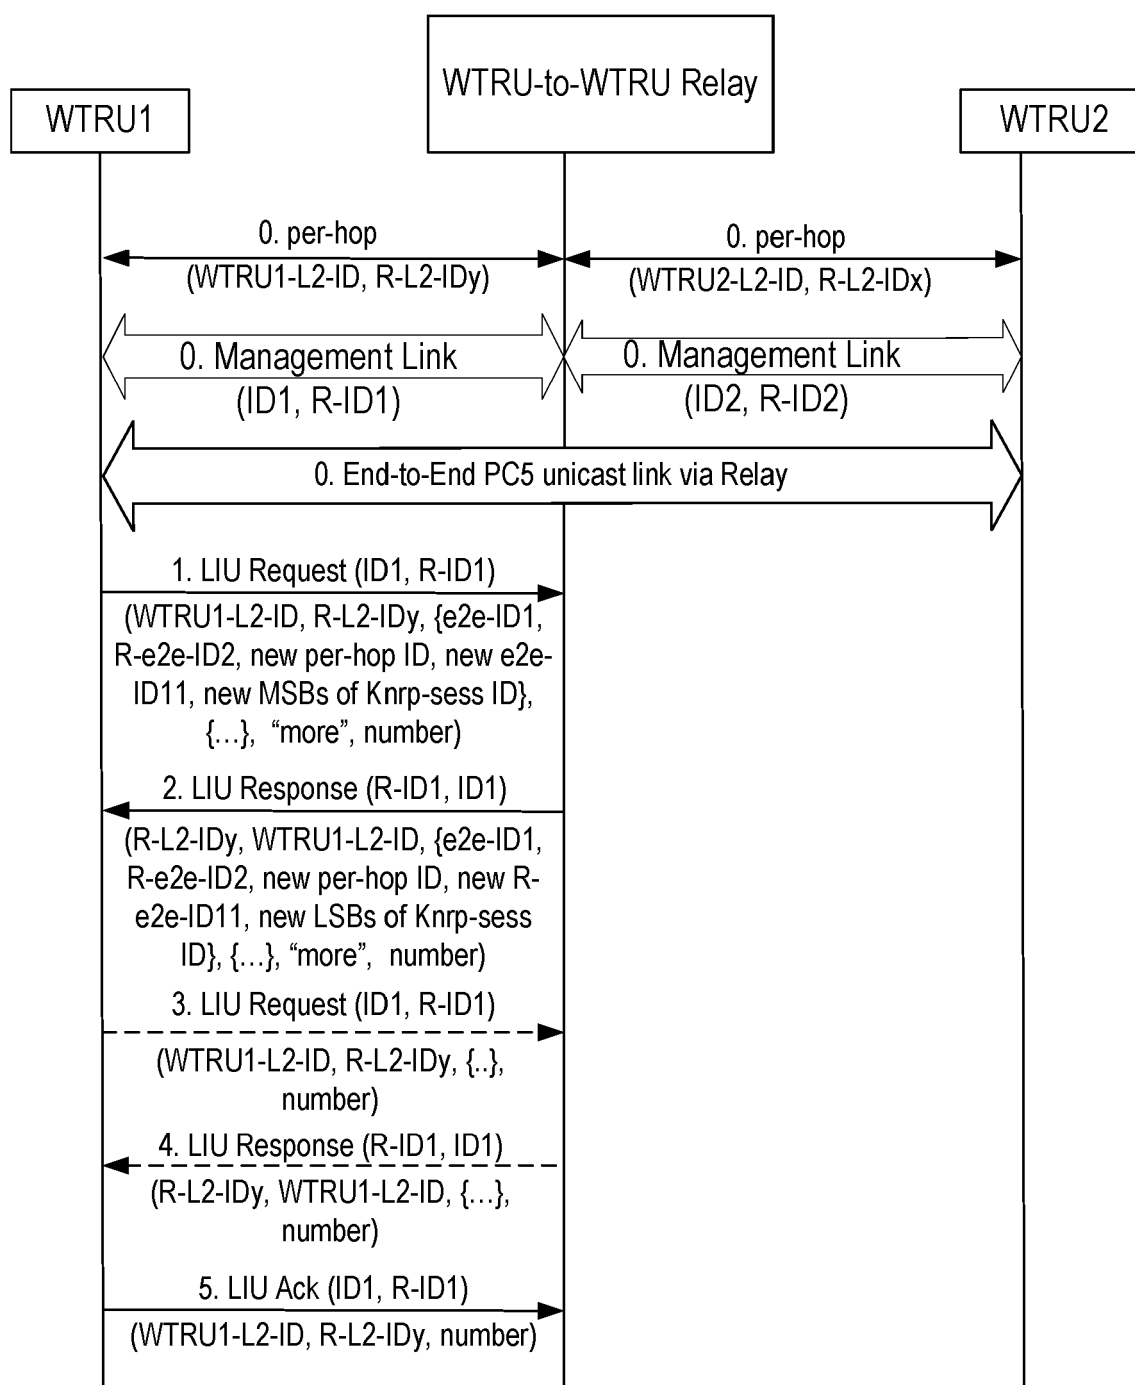 WTRU1
WTRU-to-WTRU Relay
WTRU2
0. per-hop
(WTRU1-L2-ID, R-L2-IDy)
0. per-hop
(WTRU2-L2-ID, R-L2-IDx)
0. Management Link
(ID1, R-ID1)
0. Management Link
(ID2, R-ID2)
0. End-to-End PC5 unicast link via Relay
1. LIU Request (ID1, R-ID1)
(WTRU1-L2-ID, R-L2-IDy, {e2e-ID1,
R-e2e-ID2, new per-hop ID, new e2e-
ID11, new MSBs of Knrp-sess ID},
{...}, “more”, number)
2. LIU Response (R-ID1, ID1)
(R-L2-IDy, WTRU1-L2-ID, {e2e-ID1,
R-e2e-ID2, new per-hop ID, new R-
e2e-ID11, new LSBs of Knrp-sess
ID}, {...}, “more”, number)
3. LIU Request (ID1, R-ID1)
(WTRU1-L2-ID, R-L2-IDy, {..},
number)
4. LIU Response (R-ID1, ID1)
(R-L2-IDy, WTRU1-L2-ID, {...},
number)
5. LIU Ack (ID1, R-ID1)
(WTRU1-L2-ID, R-L2-IDy, number)